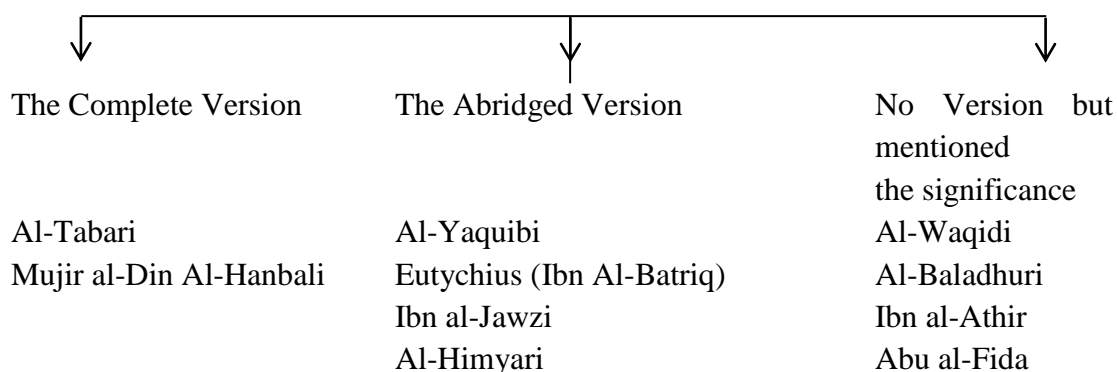 The Complete Version
The Abridged Version
No Version but
mentioned
the significance
Al-Tabari
Mujir al-Din Al-Hanbali
Al-Yaquibi
Eutychius (Ibn Al-Batriq)
Ibn al-Jawzi
Al-Himyari
Al-Waqidi
Al-Baladhuri
Ibn al-Athir
Abu al-Fida